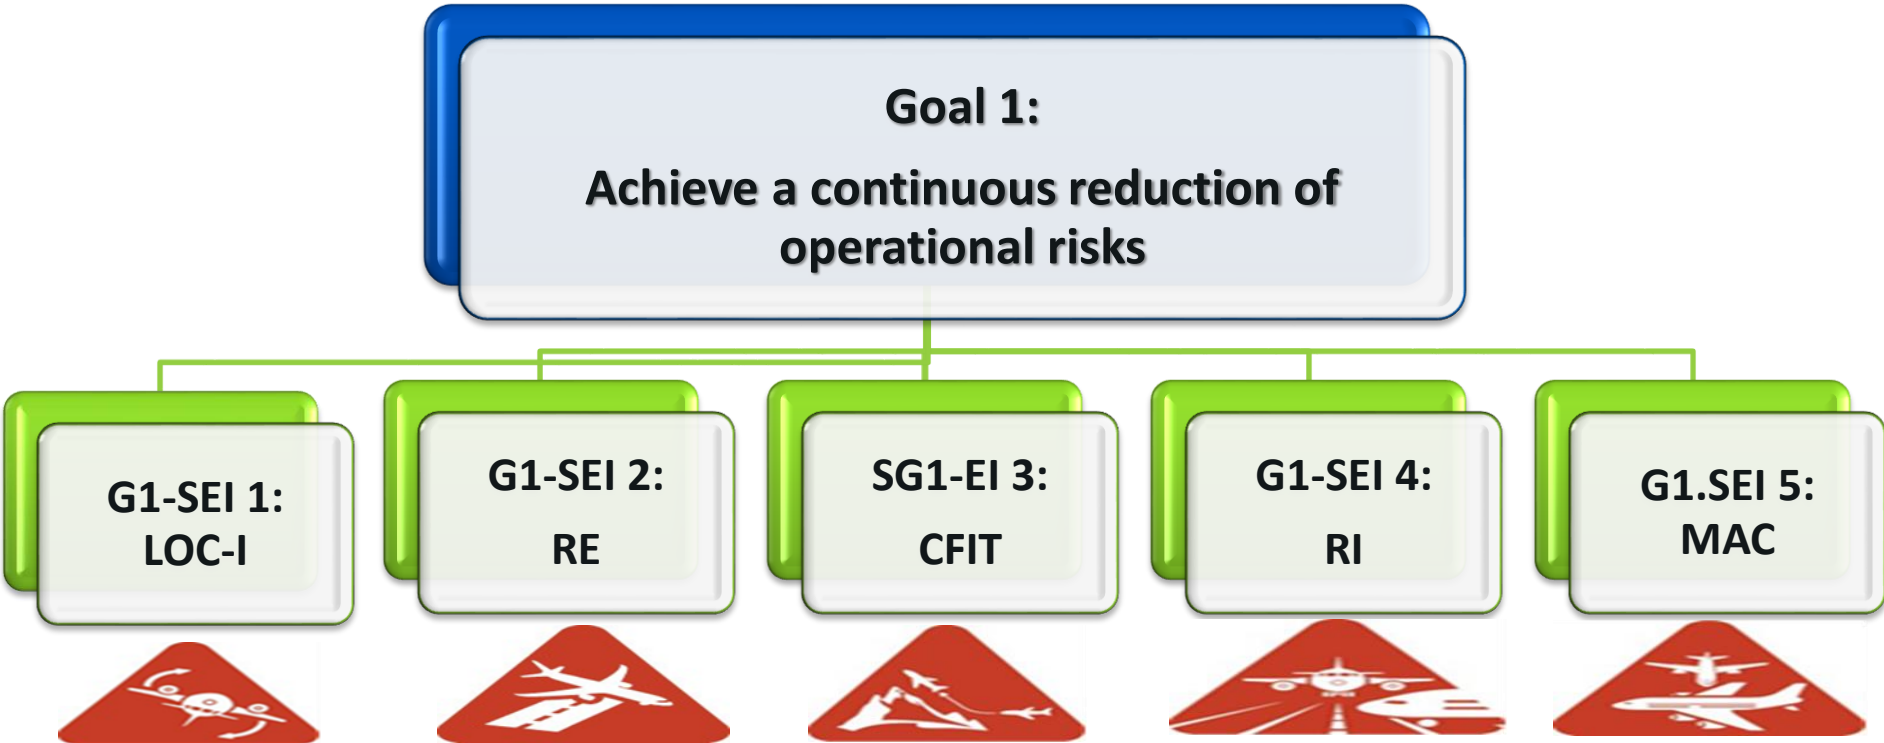 Goal 1:
Achieve a continuous reduction of
operational risks
G1-SEI 1:
LOC-I
G1-SEI 2:
RE
SG1-EI 3:
CFIT
G1-SEI 4:
RI
G1.SEI 5:
MAC